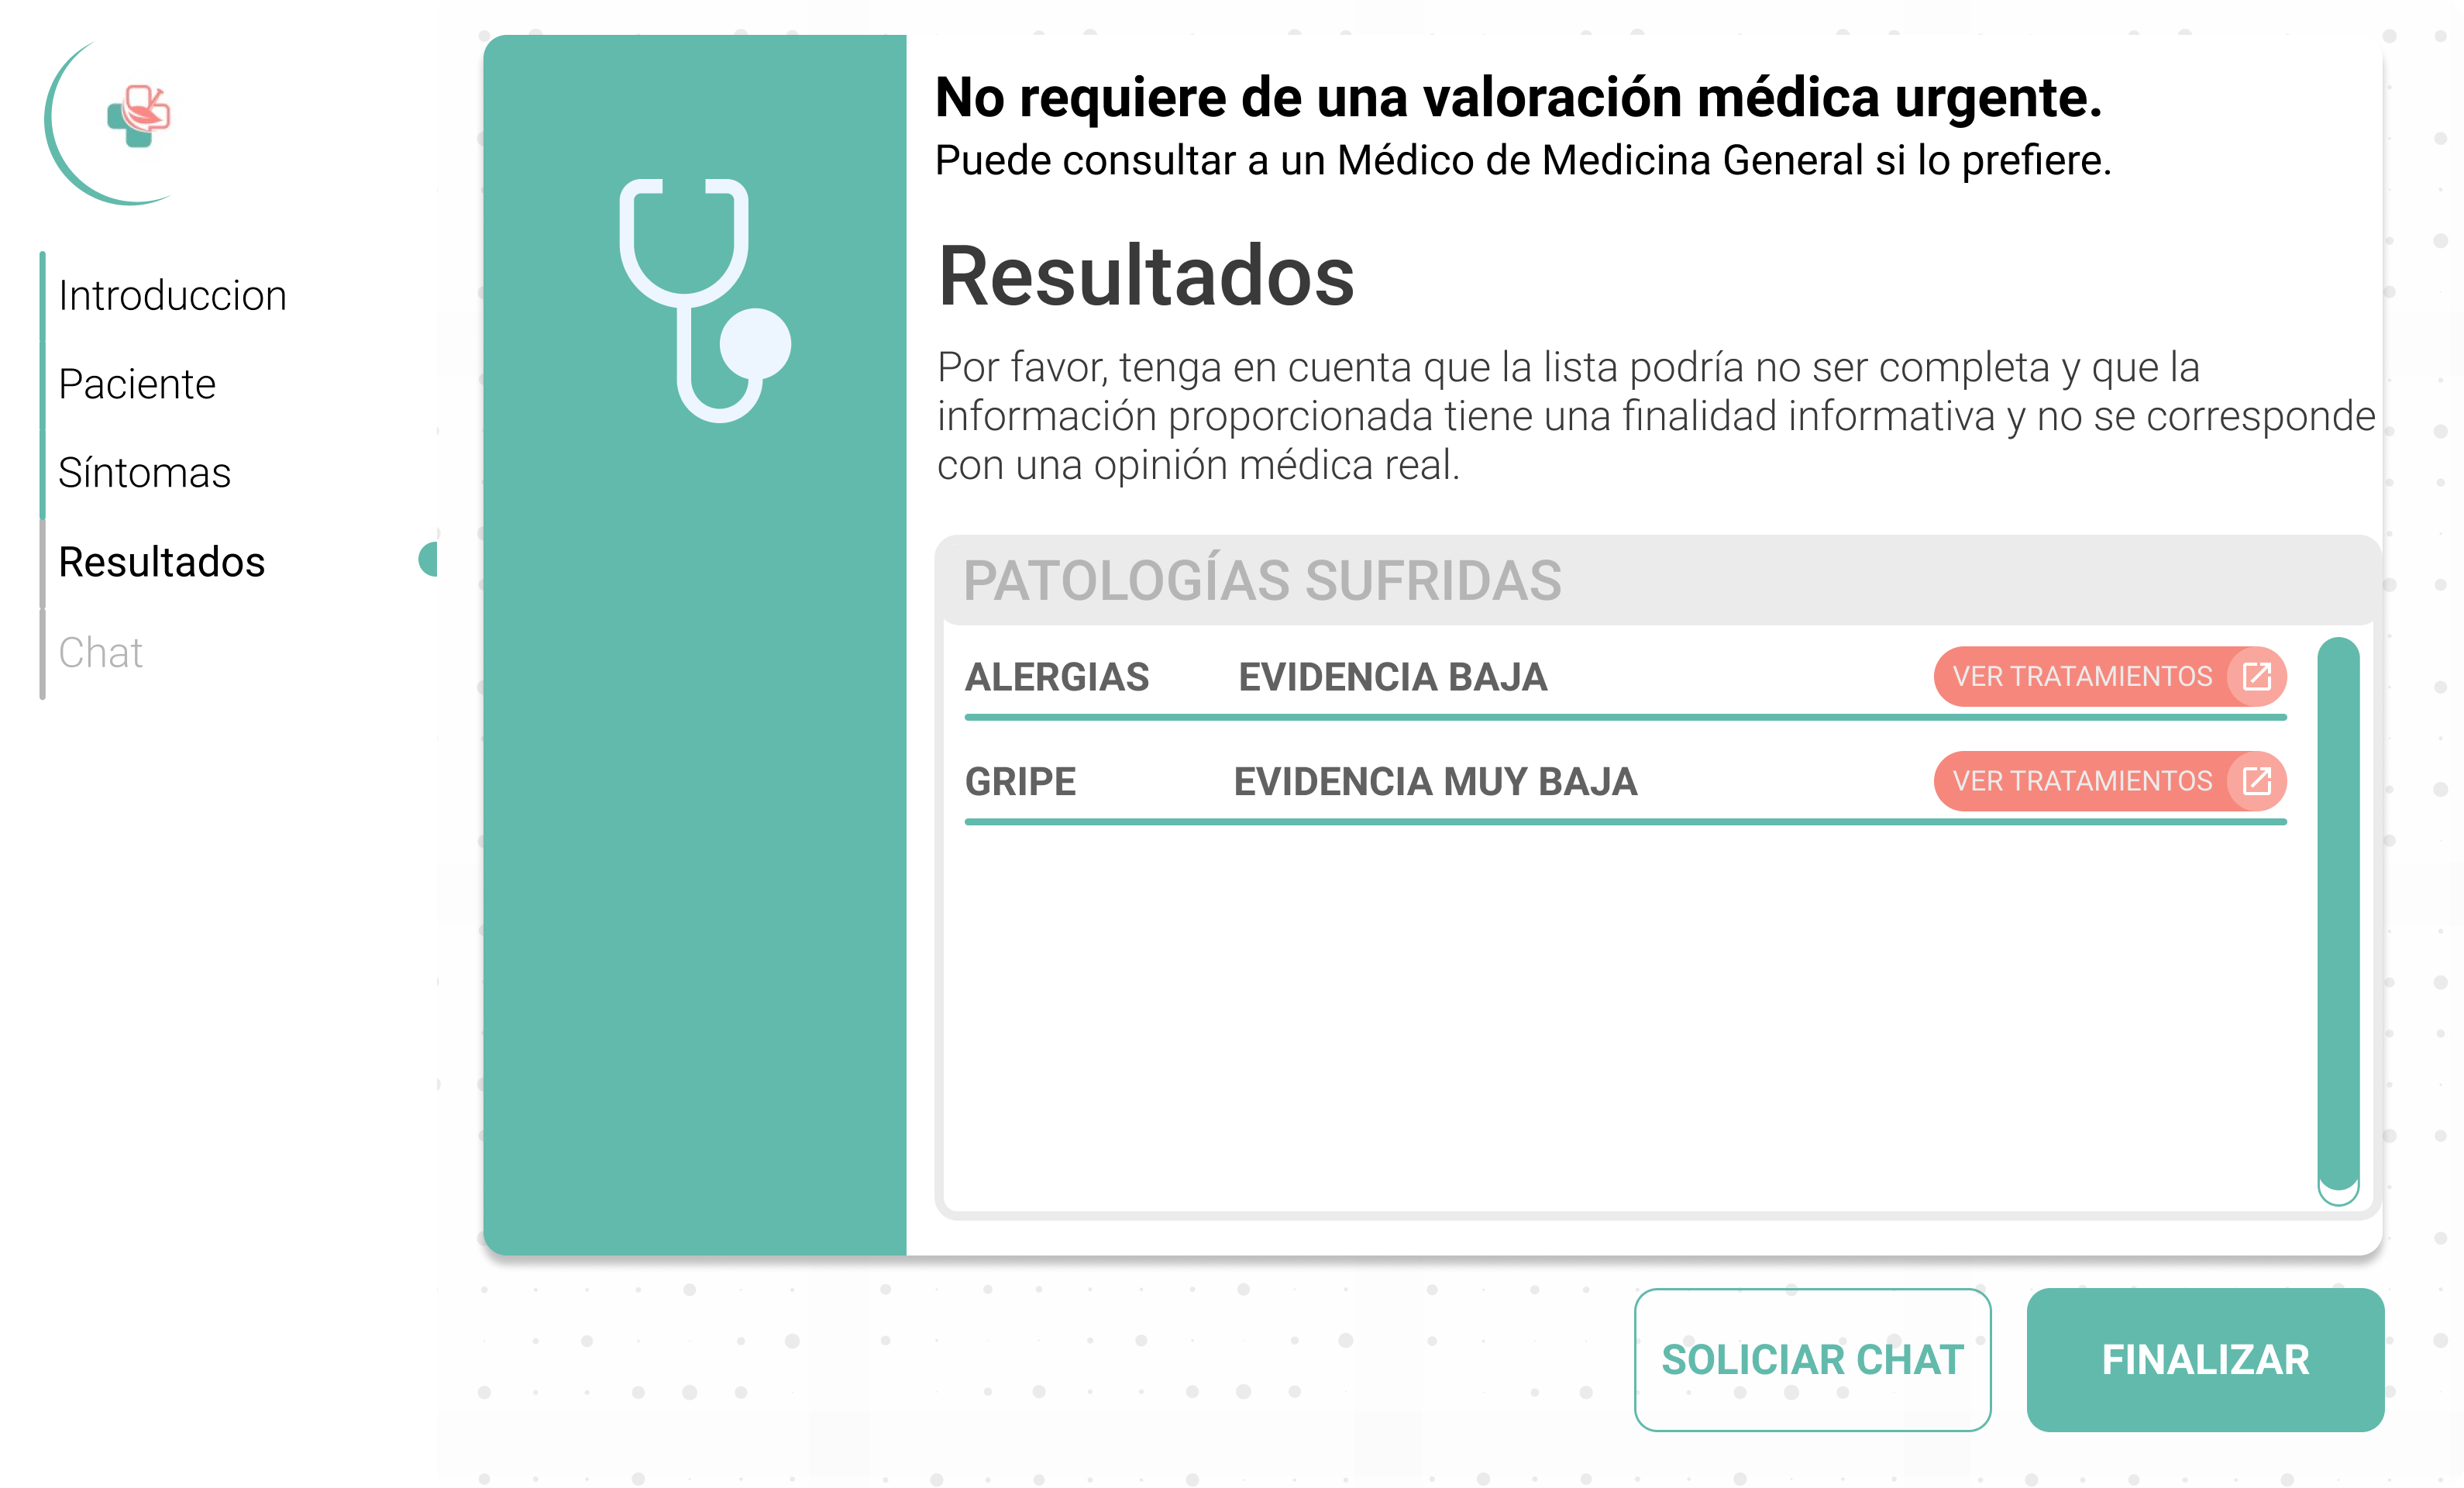 Introduccion
Paciente
Síntomas
Resultados
Chat
No requiere de una valoración médica urgente.
Puede consultar a un Médico de Medicina General si lo prefiere.
Resultados
Por favor, tenga en cuenta que la lista podría no ser completa y que la
información proporcionada tiene una finalidad informativa y no se corresponde
con una opinión médica real.
PATOLOGÍAS SUFRIDAS
ALERGIAS EVIDENCIA BAJA VER TRATAMIENTOS
GRIPE EVIDENCIA MUY BAJA VER TRATAMIENTOS
SOLICIAR CHAT FINALIZAR